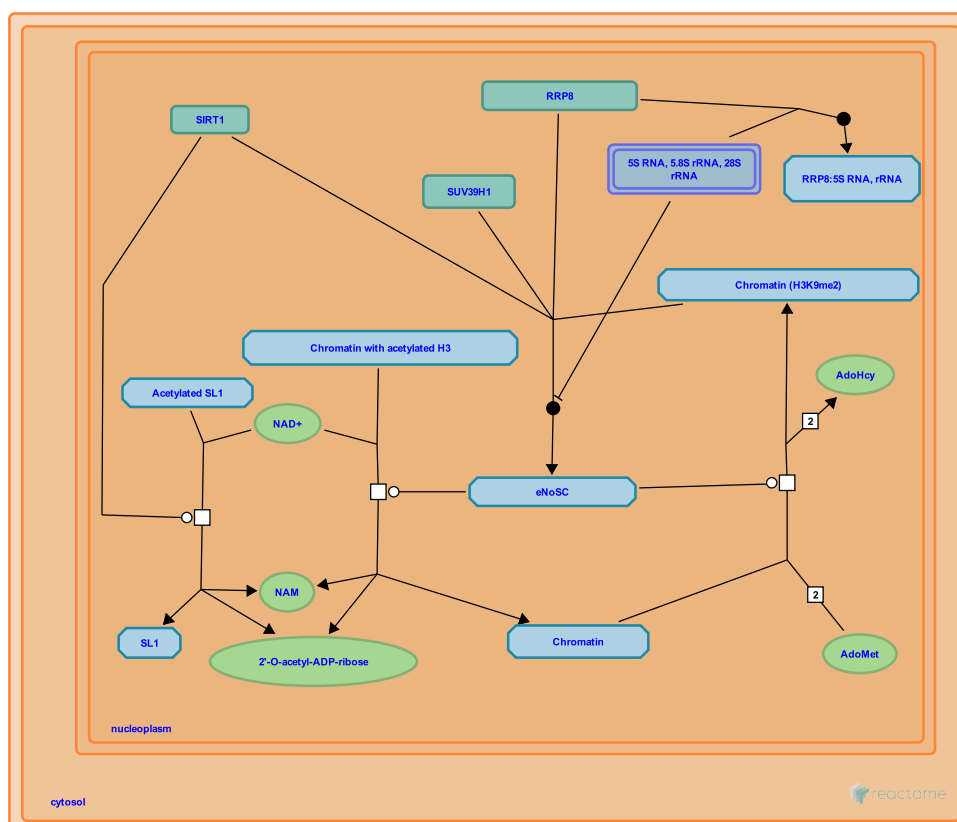 RRP8
SIRT1
5S RNA, 5.8S rRNA, 28S
rRNA
RRP8:5S RNA, rRNA
SUV39H1
Chromatin (H3K9me2)
Chromatin with acetylated H3
AdoHcy
Acetylated SL1
NAD+
2
eNoSC
NAM
2
SL1
Chromatin
2'-O-acetyl-ADP-ribose
AdoMet
nucleoplasm
cytosol
reactome